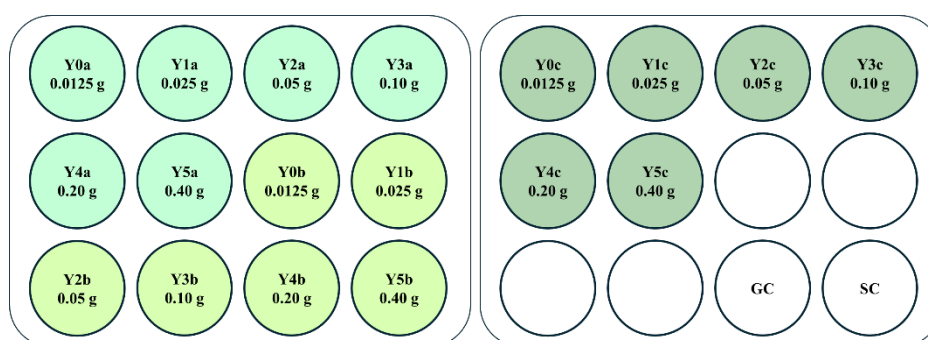 Y0a
0.0125 g
Y1a
0.025 g
Y2a
0.05 g
Y3a
0.10 g
Y4a
0.20 g
Y5a
0.40 g
Y0b
0.0125 g
Y1b
0.025 g
Y2b
0.05 g
Y3b
0.10 g
Y4b
0.20 g
Y5b
0.40 g
Y0c
0.0125 g
Y1c
0.025 g
Y2c
0.05 g
Y3c
0.10 g
Y4c
0.20 g
Y5c
0.40 g
GC
SC